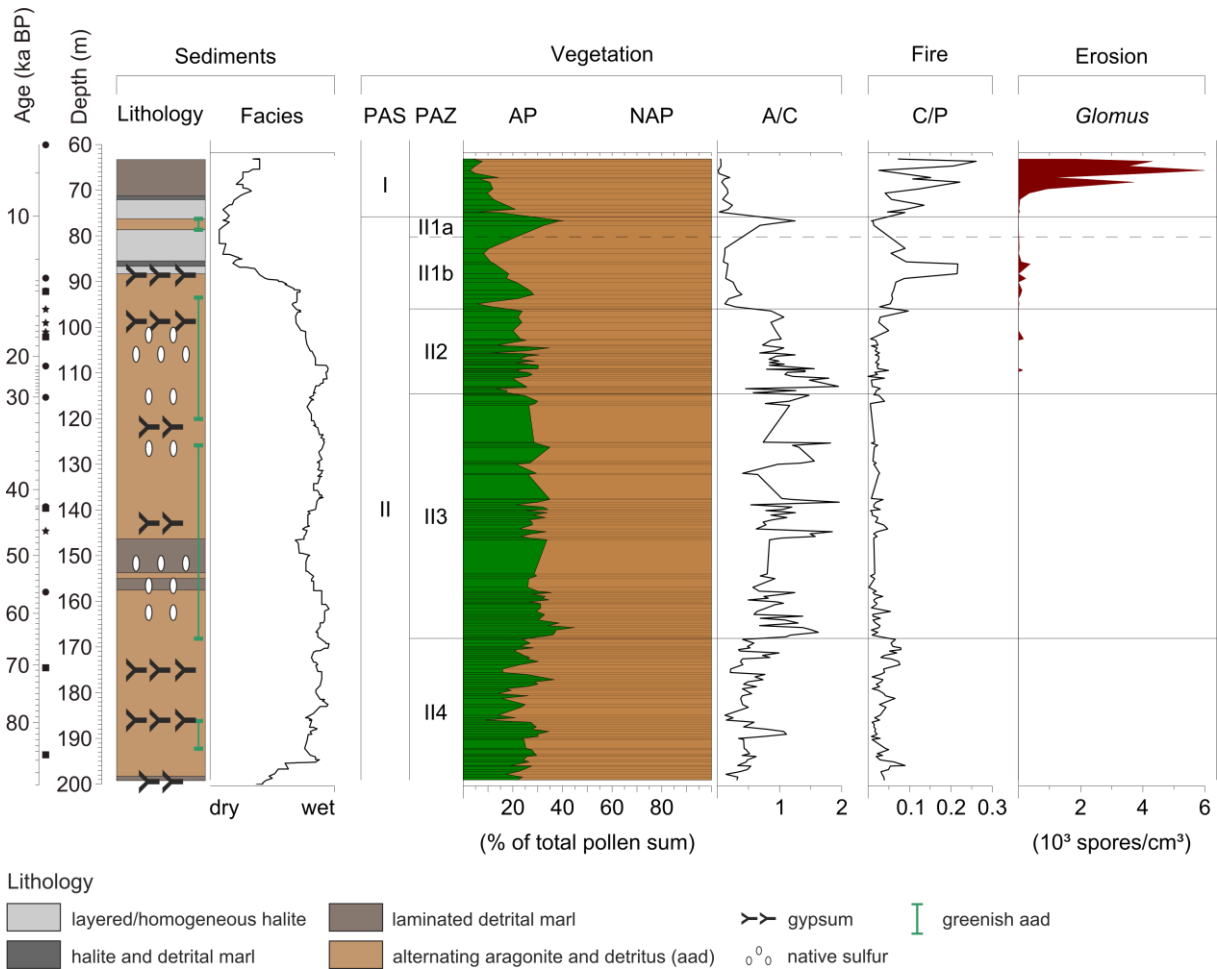 Sediments Vegetation Fire Erosion
Age (ka BP) Depth (m) Lithology Facies PAS PAZ AP NAP A/C C/P Glomus
60
70
80
90
100
110
120
130
140
150
160
170
180
190
200
10
20
30
40
50
60
70
80
I
II
II1a
II1b
II2
II3
II4
dry wet 20 40 60 80 1 2 0.1 0.2 0.3 2 4 6
(% of total pollen sum) (10³ spores/cm³)
Lithology
layered/homogeneous halite laminated detrital marl gypsum greenish aad
halite and detrital marl alternating aragonite and detritus (aad) native sulfur